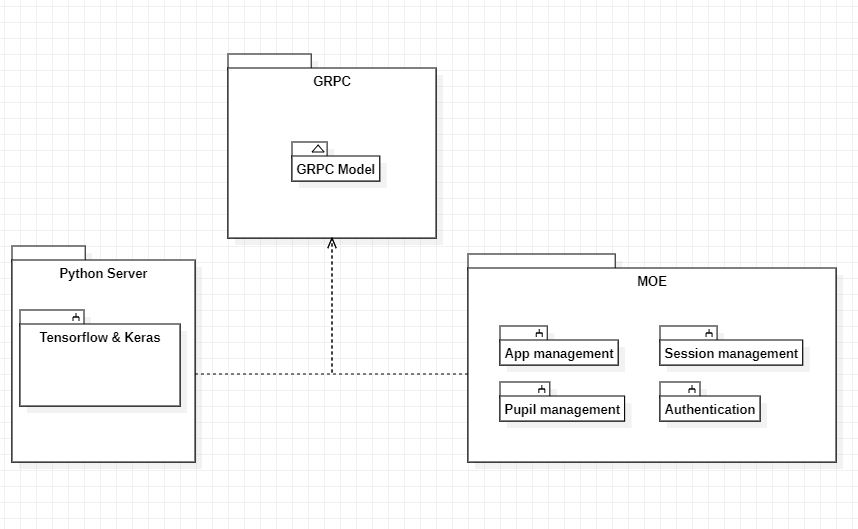 GRPC
GRPC Model
Python Server
Tensorflow & Keras
MOE
App management
Session management
Pupil management
Authentication